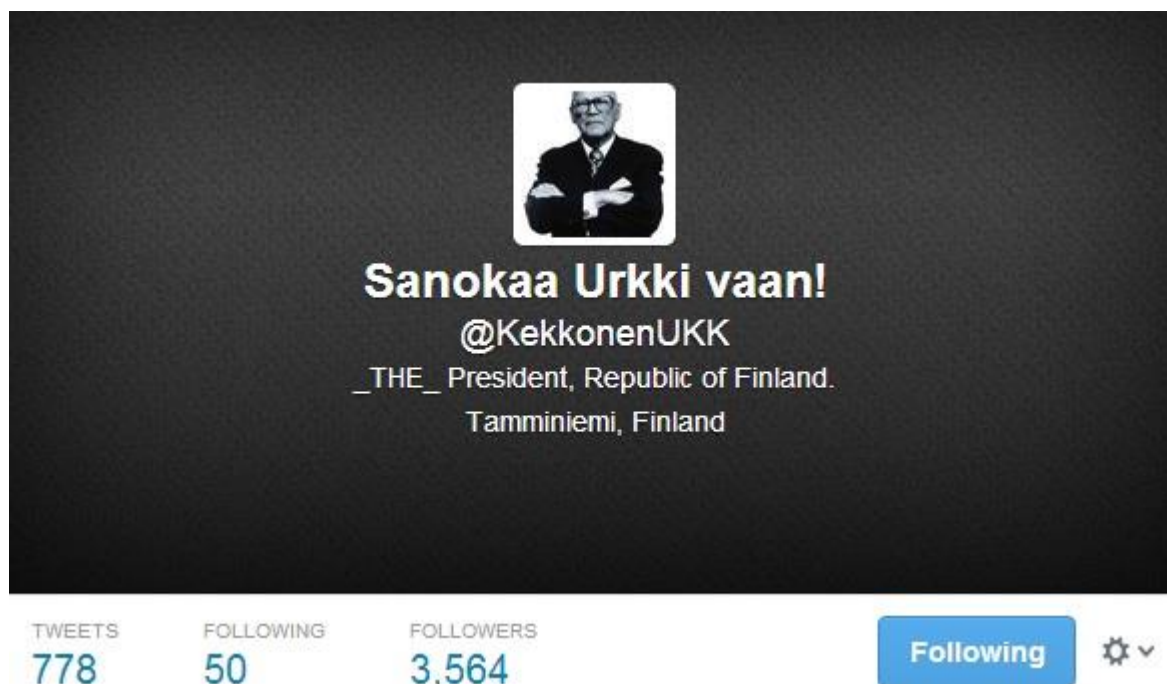 Sanokaa Urkki vaan!
@KekkonenUKK
_THE_ President, Republic of Finland.
Tamminiemi, Finland
TWEETS FOLLOWING FOLLOWERS
778 50 3,564 Following